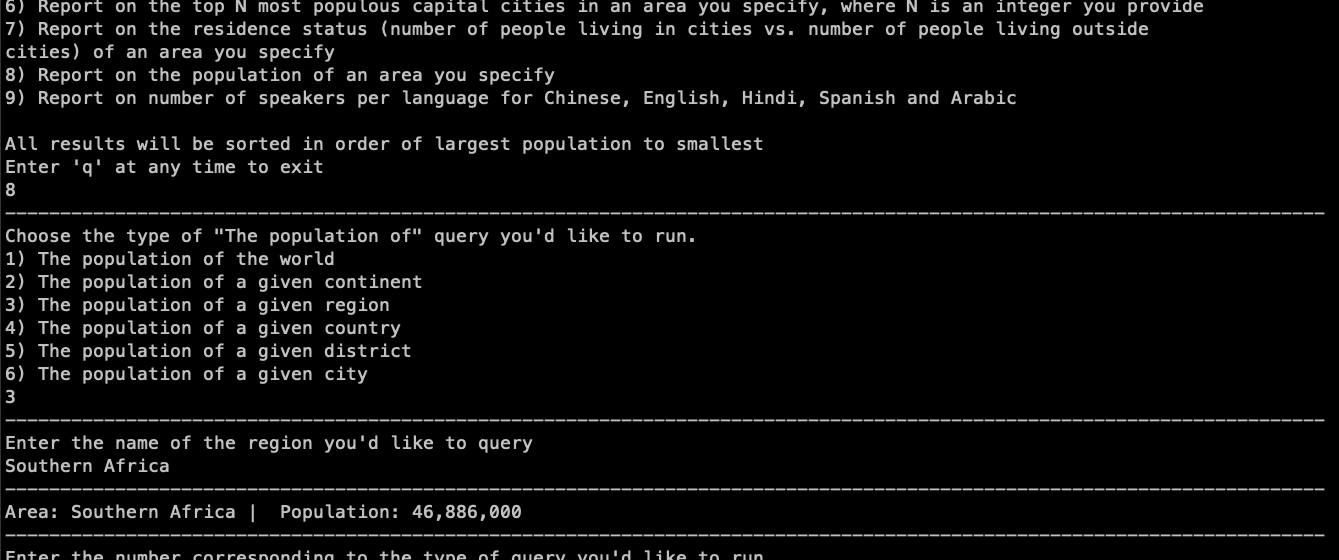 6) Report on the top N most populous capital cities in an area you specify, where N is an integer you provide
7) Report on the residence status (number of people living in cities vs. number of people living outside
cities) of an area you specify
8) Report on the population of an area you specify
9) Report on number of speakers per language for Chinese, English, Hindi, Spanish and Arabic
All results will be sorted in order of largest population to smallest
Enter 'q' at any time to exit
8
Choose the type of "The population of" query you'd like to run.
1) The population of the world
2) The population of a given continent
3) The population of a given region
4) The population of a given country
5) The population of a given district
6) The population of a given city
3
Enter the name of the region you'd like to query
Southern Africa
Area: Southern Africa |  Population: 46,886,000
Enter the number corresponding to the type of query you'd like to run